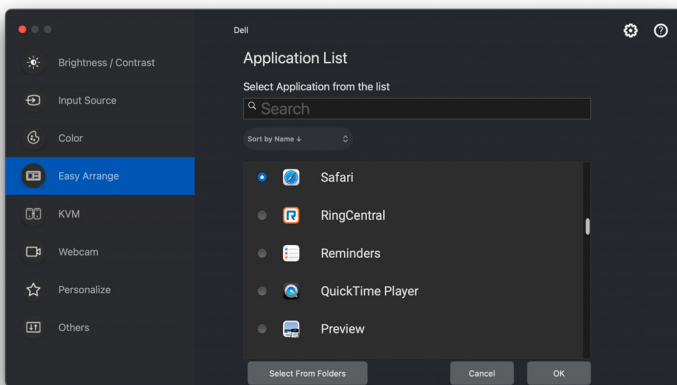 Dell
Brightness / Contrast
Input Source
Color
Easy Arrange
KVM
Webcam
Personalize
Others
Application List
Select Application from the list
Search
Sort by Name ↓
Safari
RingCentral
Reminders
QuickTime Player
Preview
Select From Folders
Cancel
OK